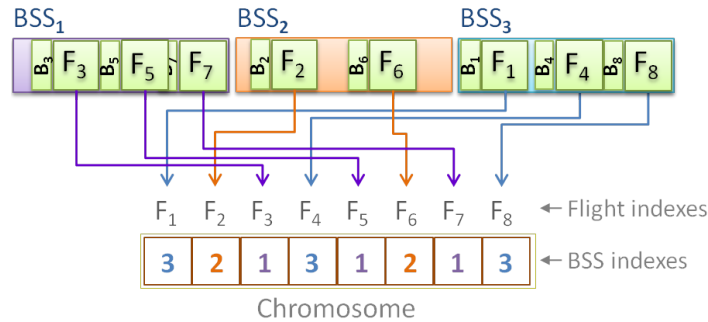 BSS1 BSS2 BSS3
B3 F3 B5 F5 B7 F7 B2 F2 B6 F6 B1 F1 B4 F4 B8 F8
F1 F2 F3 F4 F5 F6 F7 F8 Flight indexes
3 2 1 3 1 2 1 3 BSS indexes
Chromosome